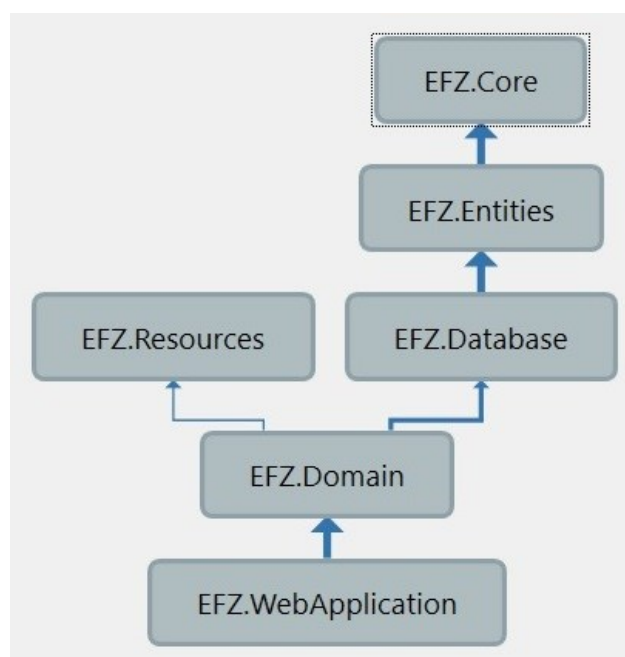 EFZ.Core
EFZ.Entities
EFZ.Resources
EFZ.Database
EFZ.Domain
EFZ.WebApplication